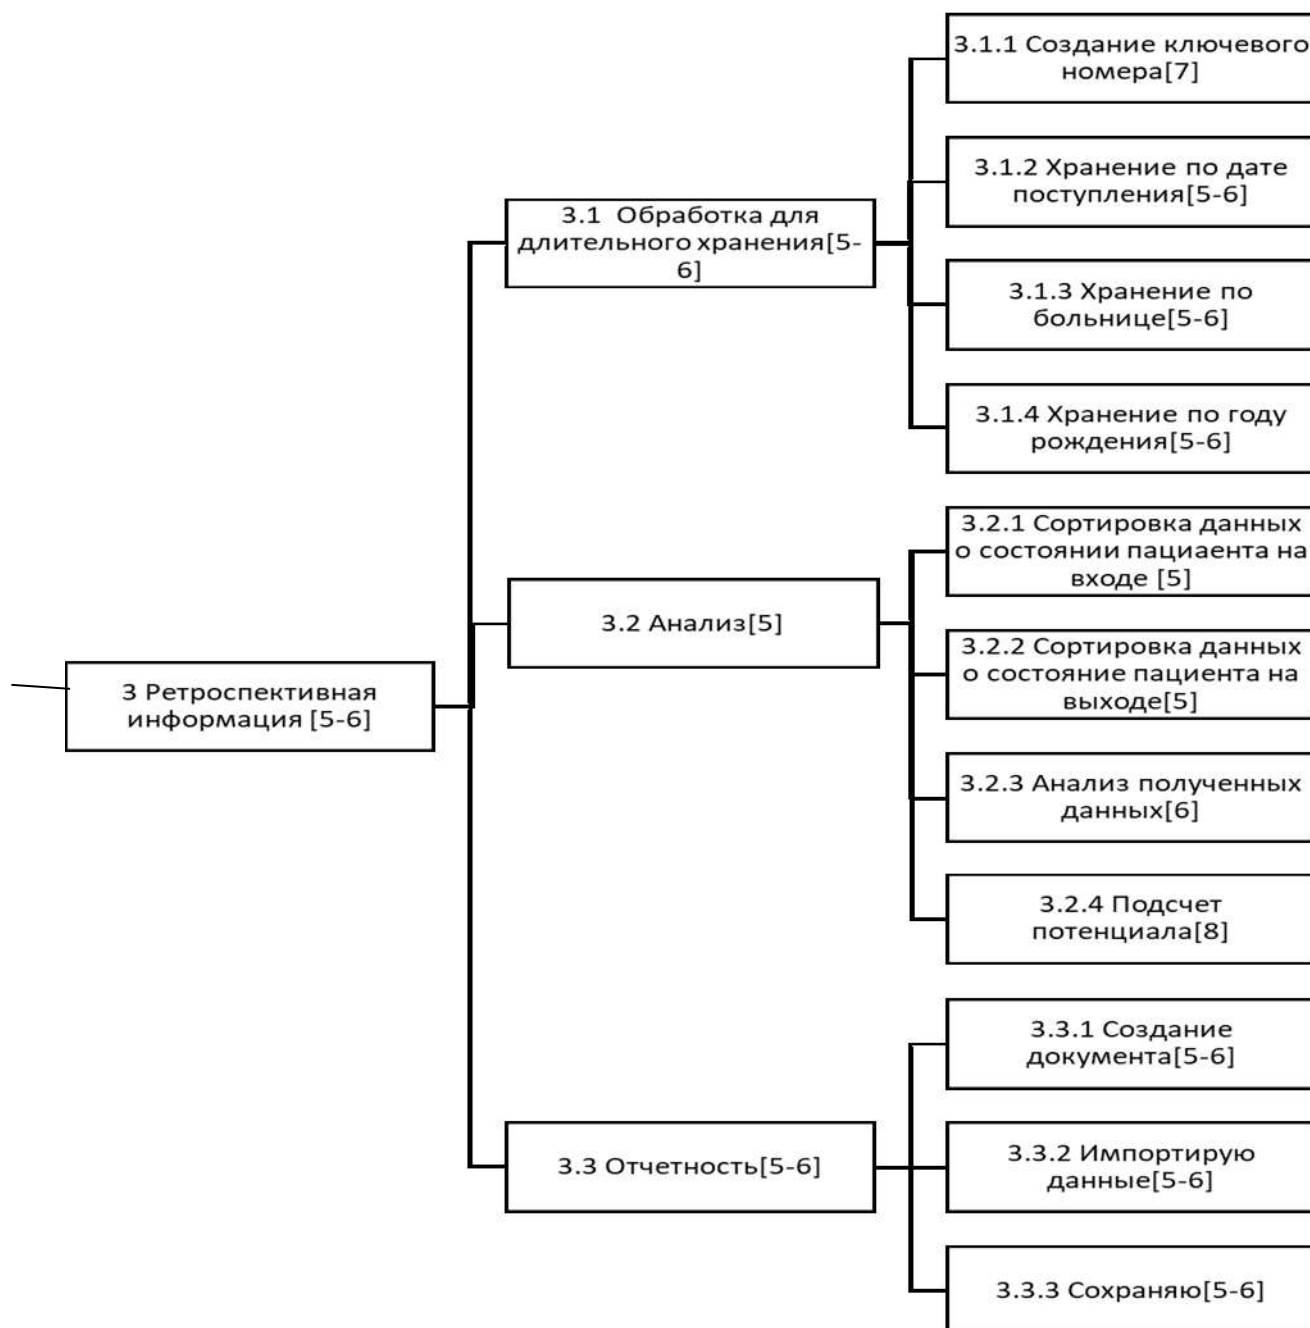 3 Ретроспективная
информация [5-6]
3.1 Обработка для
длительного хранения[5-
6]
3.1.1 Создание ключевого
номера[7]
3.1.2 Хранение по дате
поступления[5-6]
3.1.3 Хранение по
больнице[5-6]
3.1.4 Хранение по году
рождения[5-6]
3.2 Анализ[5]
3.2.1 Сортировка данных
о состоянии пациаента на
входе [5]
3.2.2 Сортировка данных
о состояние пациента на
выходе[5]
3.2.3 Анализ полученных
данных[6]
3.2.4 Подсчет
потенциала[8]
3.3 Отчетность[5-6]
3.3.1 Создание
документа[5-6]
3.3.2 Импортирую
данные[5-6]
3.3.3 Сохраняю[5-6]